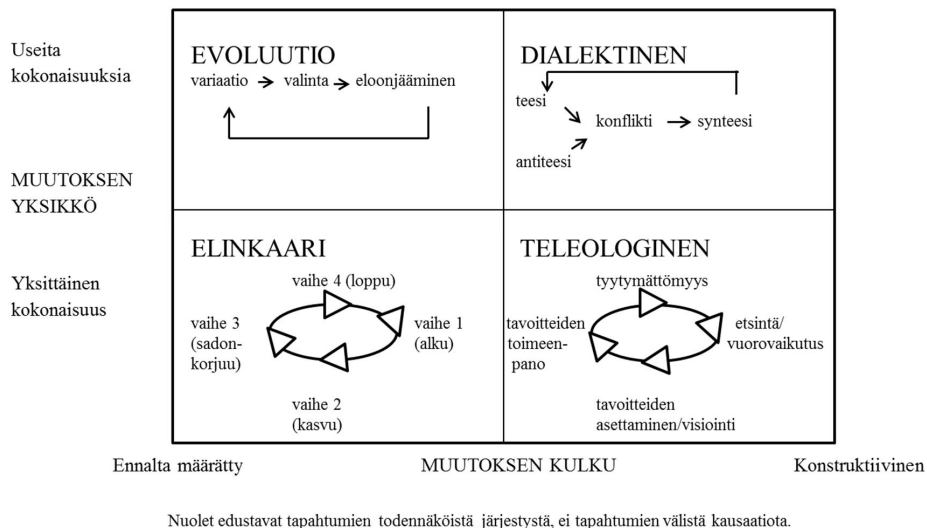 Useita
kokonaisuuksia
EVOLUUTIO
variaatio
valinta
eloonjääminen
DIALEKTINEN
teesi
konflikti
synteesi
antiteesi
MUUTOKSEN
YKSIKKÖ
Yksittäinen
kokonaisuus
ELINKAARI
vaihe 4 (loppu)
vaihe 3
(sadon-
korjuu)
vaihe 1
(alku)
vaihe 2
(kasvu)
TELEOLOGINEN
tyytymättömyys
tavoitteiden
toimeen-
pano
etsintä/
vuorovaikutus
tavoitteiden
asettaminen/visiointi
Ennalta määrätty
MUUTOKSEN KULKU
Konstruktiivinen
Nuolet edustavat tapahtumien todennäköistä järjestystä, ei tapahtumien välistä kausaatiota.